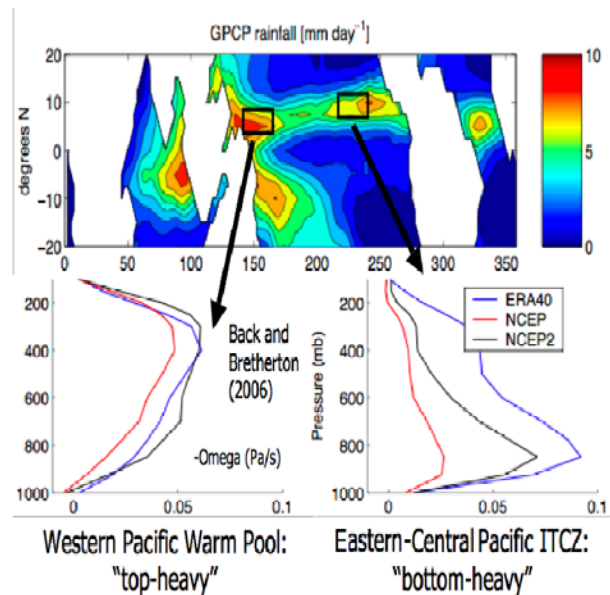 GPCP rainfall [mm day⁻¹]
degrees N
20
10
0
-10
-20
0 50 100 150 200 250 300 350
10
5
0
200
400
600
800
1000
0 0.05 0.1
Back and
Bretherton
(2006)
-Omega (Pa/s)
Pressure (mb)
200
400
600
800
1000
0 0.05 0.1
ERA40
NCEP
NCEP2
Western Pacific Warm Pool:
"top-heavy"
Eastern-Central Pacific ITCZ:
"bottom-heavy"